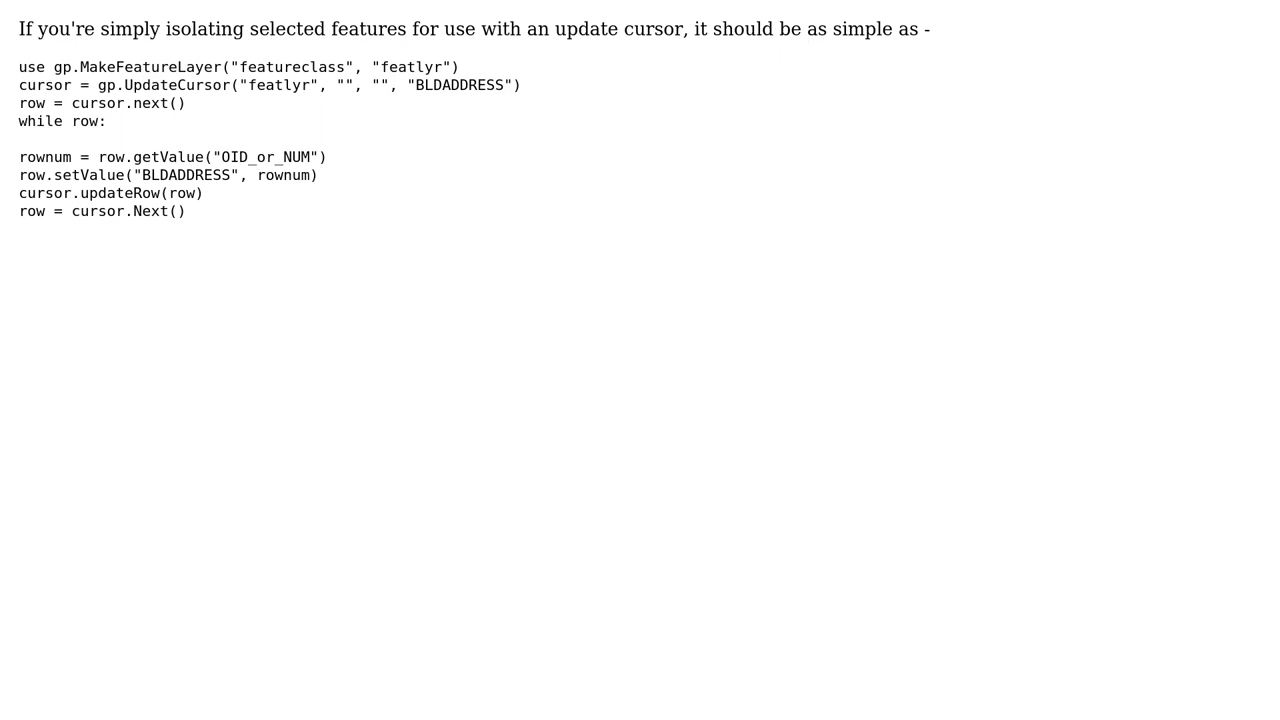 If you're simply isolating selected features for use with an update cursor, it should be as simple as -
use gp.MakeFeatureLayer("featureclass", "featlyr")
cursor = gp.UpdateCursor("featlyr", "", "", "BLDADDRESS")
row = cursor.next()
while row:
rownum = row.getValue("OID_or_NUM")
row.setValue("BLDADDRESS", rownum)
cursor.updateRow(row)
row = cursor.Next()